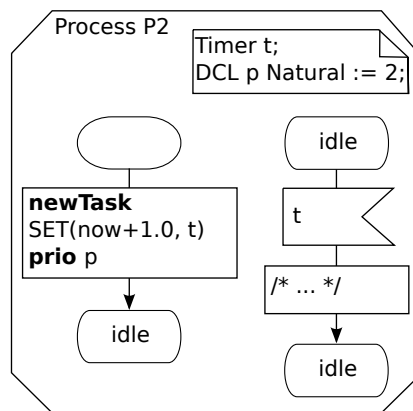 Process P2
Timer t;
DCL p Natural := 2;
newTask
SET(now+1.0, t)
prio p
idle
idle
t
/* ... */
idle